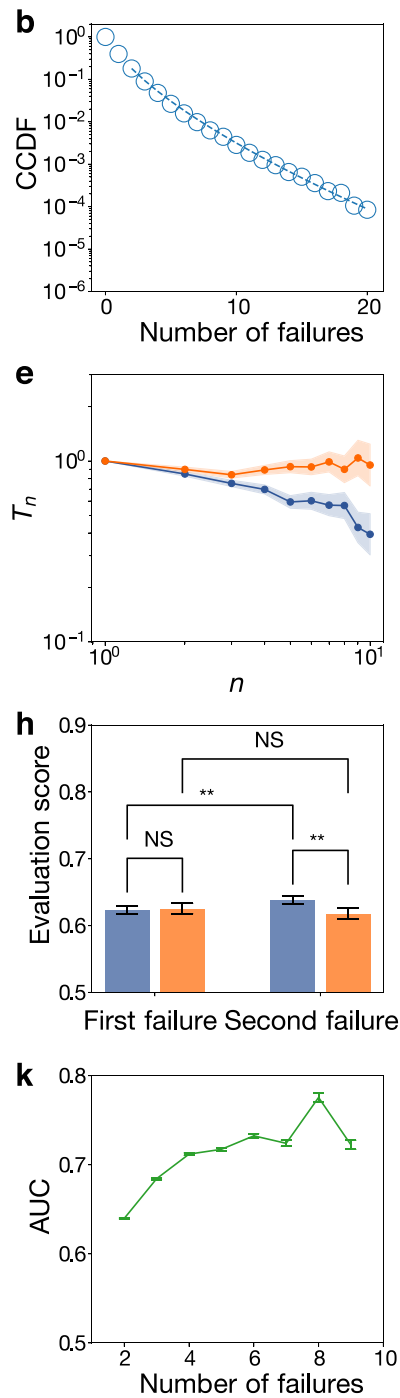 b
10^0
10^-1
10^-2
10^-3
10^-4
10^-5
10^-6
CCDF
0 10 20
Number of failures
e
10^0
10^-1
T_n
10^0 10^1
n
h
0.9
0.8
0.7
0.6
0.5
Evaluation score
NS
**
NS
**
First failure Second failure
k
0.8
0.7
0.6
0.5
AUC
2 4 6 8 10
Number of failures